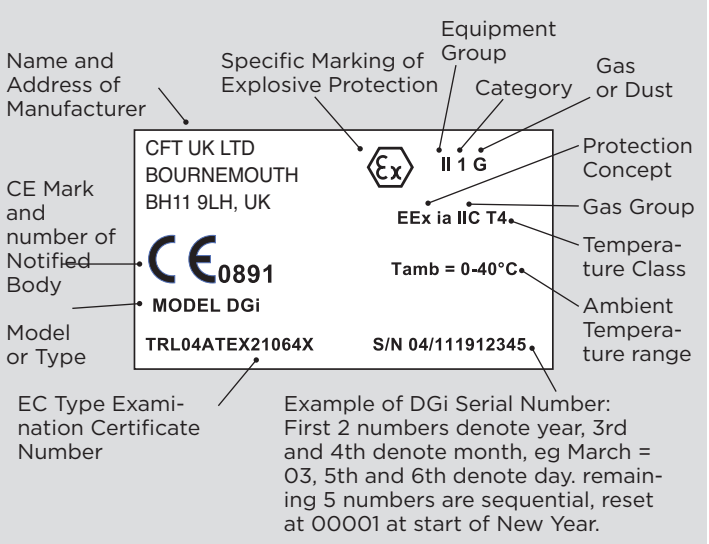 Name and
Address of
Manufacturer
Specific Marking of
Explosive Protection
Equipment
Group
Category
Gas
or Dust
CFT UK LTD
BOURNEMOUTH
BH11 9LH, UK
Ex
II 1 G
Protection
Concept
EEx ia IIC T4
Gas Group
Tempera-
ture Class
CE Mark
and
number of
Notified
Body
CE0891
Tamb = 0-40°C
Ambient
Tempera-
ture range
MODEL DGi
Model
or Type
TRL04ATEX21064X
S/N 04/111912345
EC Type Exami-
nation Certificate
Number
Example of DGi Serial Number:
First 2 numbers denote year, 3rd
and 4th denote month, eg March =
03, 5th and 6th denote day. remain-
ing 5 numbers are sequential, reset
at 00001 at start of New Year.